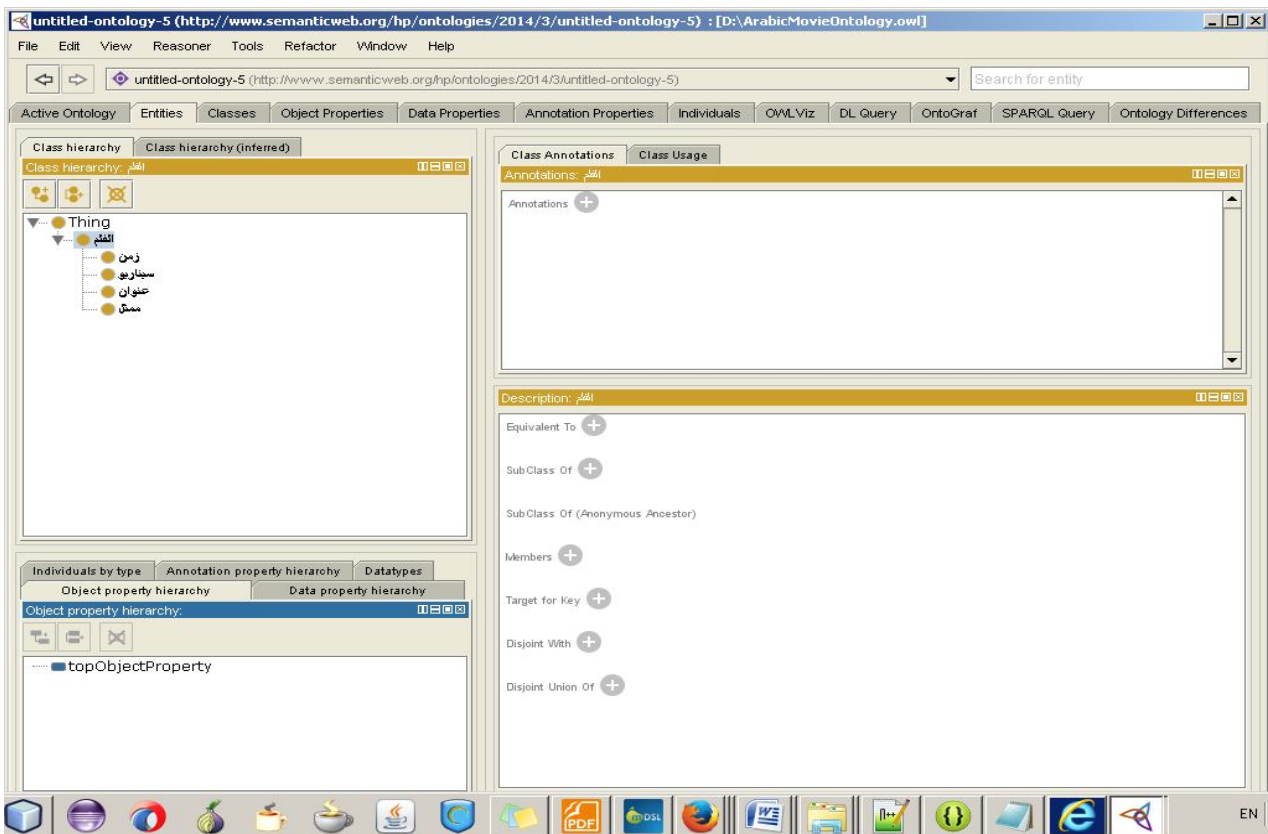 untitled-ontology-5 (http://www.semanticweb.org/hp/ontologies/2014/3/untitled-ontology-5) : [D:\ArabicMovieOntology.owl]
File Edit View Reasoner Tools Refactor Window Help
untitled-ontology-5 (http://www.semanticweb.org/hp/ontologies/2014/3/untitled-ontology-5)
Search for entity
Active Ontology Entities Classes Object Properties Data Properties Annotation Properties Individuals OWLViz DL Query OntoGraf SPARQL Query Ontology Differences
Class hierarchy Class hierarchy (inferred)
Class hierarchy: الفلم
Thing
الفلم
زمن
سيناريو
عنوان
ممثل
Individuals by type Annotation property hierarchy Datatypes
Object property hierarchy Data property hierarchy
Object property hierarchy:
topObjectProperty
Class Annotations Class Usage
Annotations: الفلم
Annotations
Description: الفلم
Equivalent To
SubClass Of
SubClass Of (Anonymous Ancestor)
Members
Target for Key
Disjoint With
Disjoint Union Of
PDF
DSL
EN